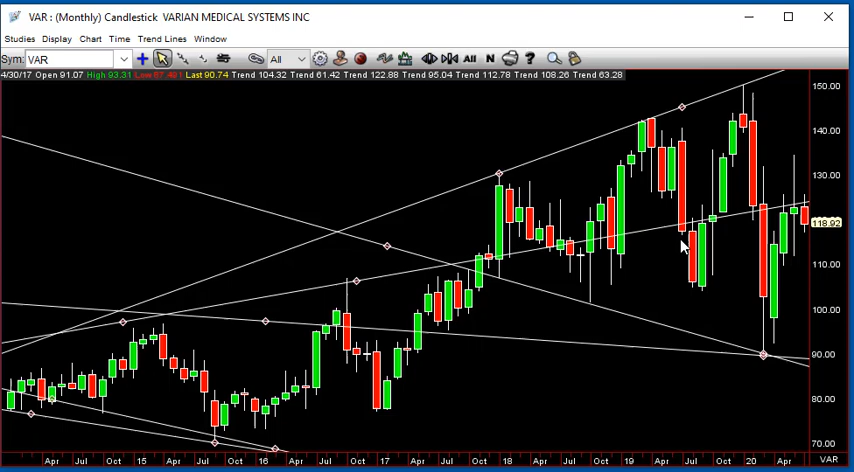 VAR : (Monthly) Candlestick VARIAN MEDICAL SYSTEMS INC
Studies Display Chart Time Trend Lines Window
Sym: VAR All All N ?
4/30/17 Open 91.07 High 93.31 Low 87.491 Last 90.74 Trend 104.32 Trend 61.42 Trend 122.88 Trend 95.04 Trend 112.78 Trend 108.26 Trend 63.28
150.00
140.00
130.00
118.92
110.00
100.00
90.00
80.00
70.00
Apr Jul Oct 15 Apr Jul Oct 16 Apr Jul Oct 17 Apr Jul Oct 18 Apr Jul Oct 19 Apr Jul Oct 20 Apr VAR